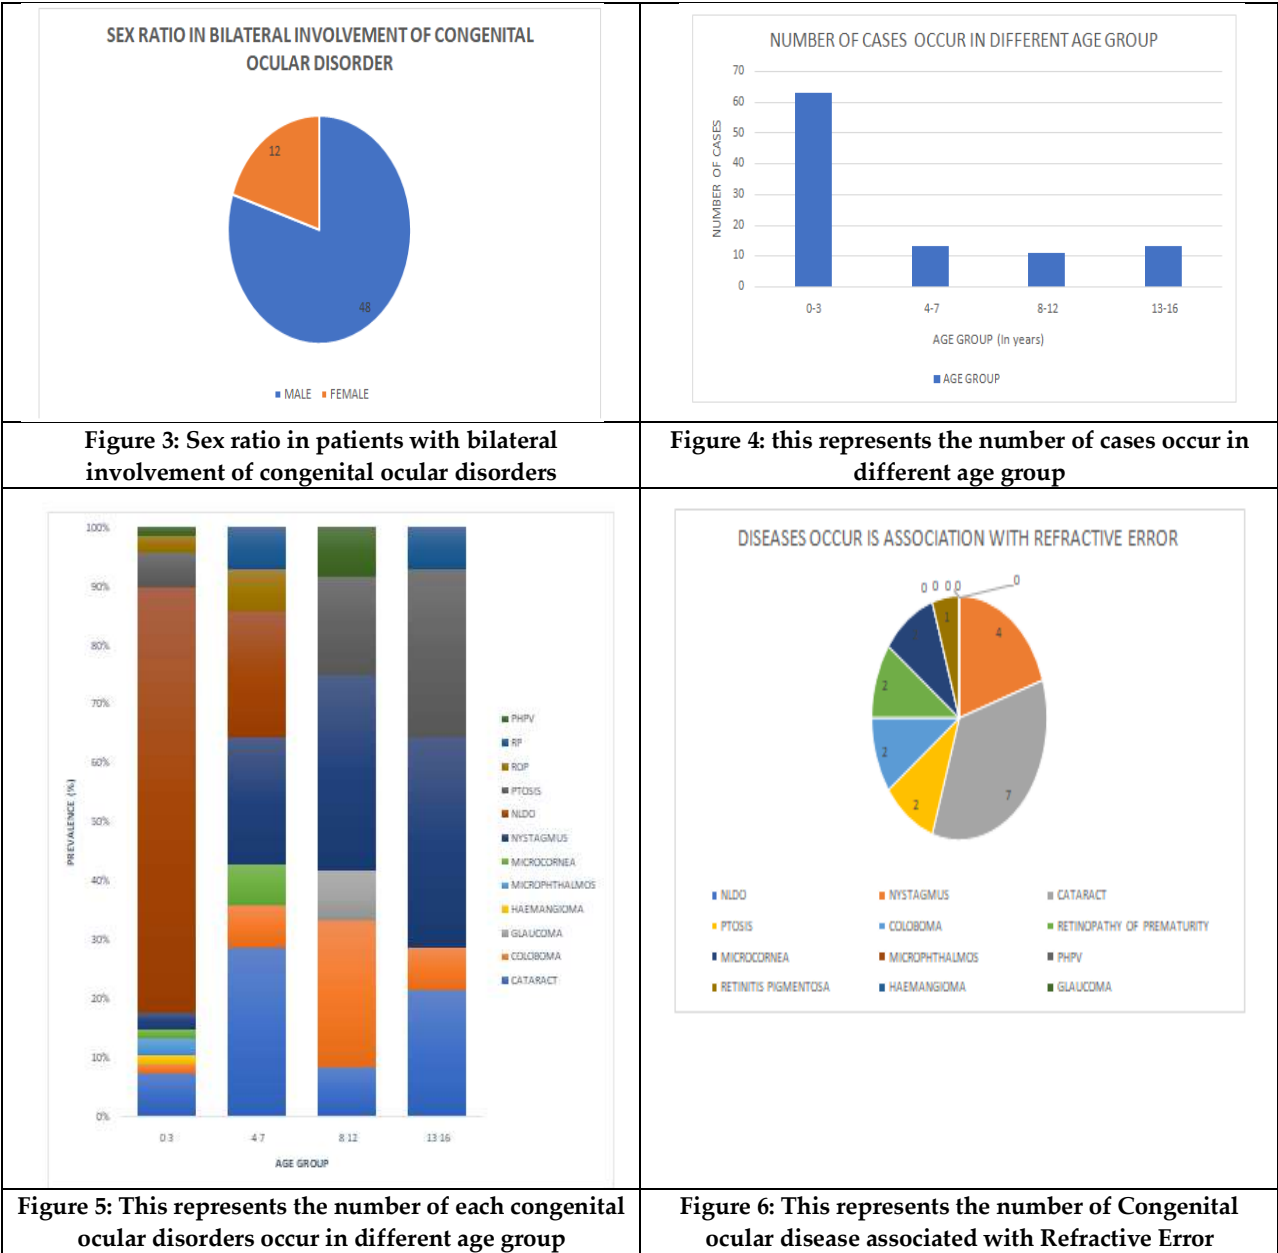 SEX RATIO IN BILATERAL INVOLVEMENT OF CONGENITAL
OCULAR DISORDER
12
48
MALE FEMALE
Figure 3: Sex ratio in patients with bilateral
involvement of congenital ocular disorders
NUMBER OF CASES OCCUR IN DIFFERENT AGE GROUP
NUMBER OF CASES
70
60
50
40
30
20
10
0
0-3 4-7 8-12 13-16
AGE GROUP (In years)
AGE GROUP
Figure 4: this represents the number of cases occur in
different age group
PREVALENCE (%)
100%
90%
80%
70%
60%
50%
40%
30%
20%
10%
0%
0-3 4-7 8-12 13-16
AGE GROUP
PHPV
RP
ROP
PTOSIS
NLDO
NYSTAGMUS
MICROCORNEA
MICROPHTHALMOS
HAEMANGIOMA
GLAUCOMA
COLOBOMA
CATARACT
Figure 5: This represents the number of each congenital
ocular disorders occur in different age group
DISEASES OCCUR IS ASSOCIATION WITH REFRACTIVE ERROR
0 0 0 0 0
1
4
2
2
7
2
NLDO NYSTAGMUS CATARACT
PTOSIS COLOBOMA RETINOPATHY OF PREMATURITY
MICROCORNEA MICROPHTHALMOS PHPV
RETINITIS PIGMENTOSA HAEMANGIOMA GLAUCOMA
Figure 6: This represents the number of Congenital
ocular disease associated with Refractive Error